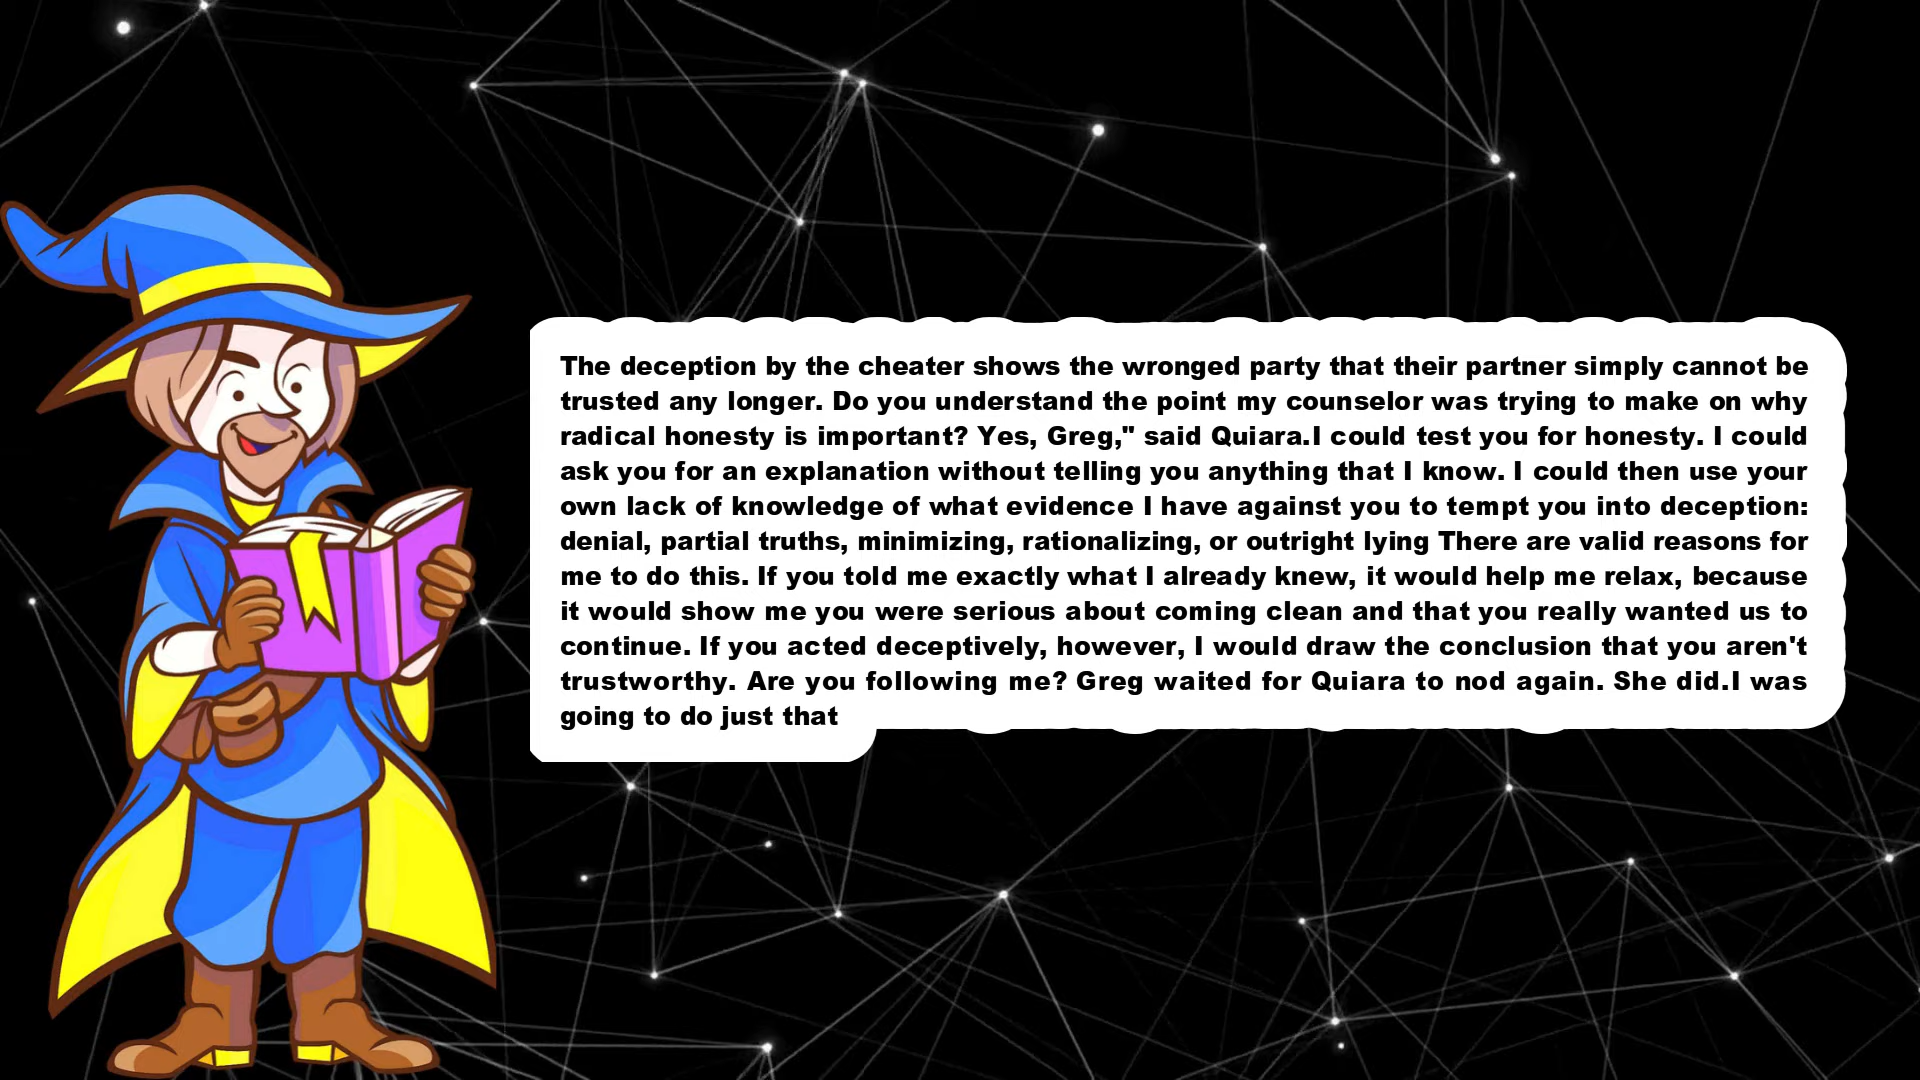 The deception by the cheater shows the wronged party that their partner simply cannot be
trusted any longer. Do you understand the point my counselor was trying to make on why
radical honesty is important? Yes, Greg," said Quiara.I could test you for honesty. I could
ask you for an explanation without telling you anything that I know. I could then use your
own lack of knowledge of what evidence I have against you to tempt you into deception:
denial, partial truths, minimizing, rationalizing, or outright lying There are valid reasons for
me to do this. If you told me exactly what I already knew, it would help me relax, because
it would show me you were serious about coming clean and that you really wanted us to
continue. If you acted deceptively, however, I would draw the conclusion that you aren't
trustworthy. Are you following me? Greg waited for Quiara to nod again. She did.I was
going to do just that